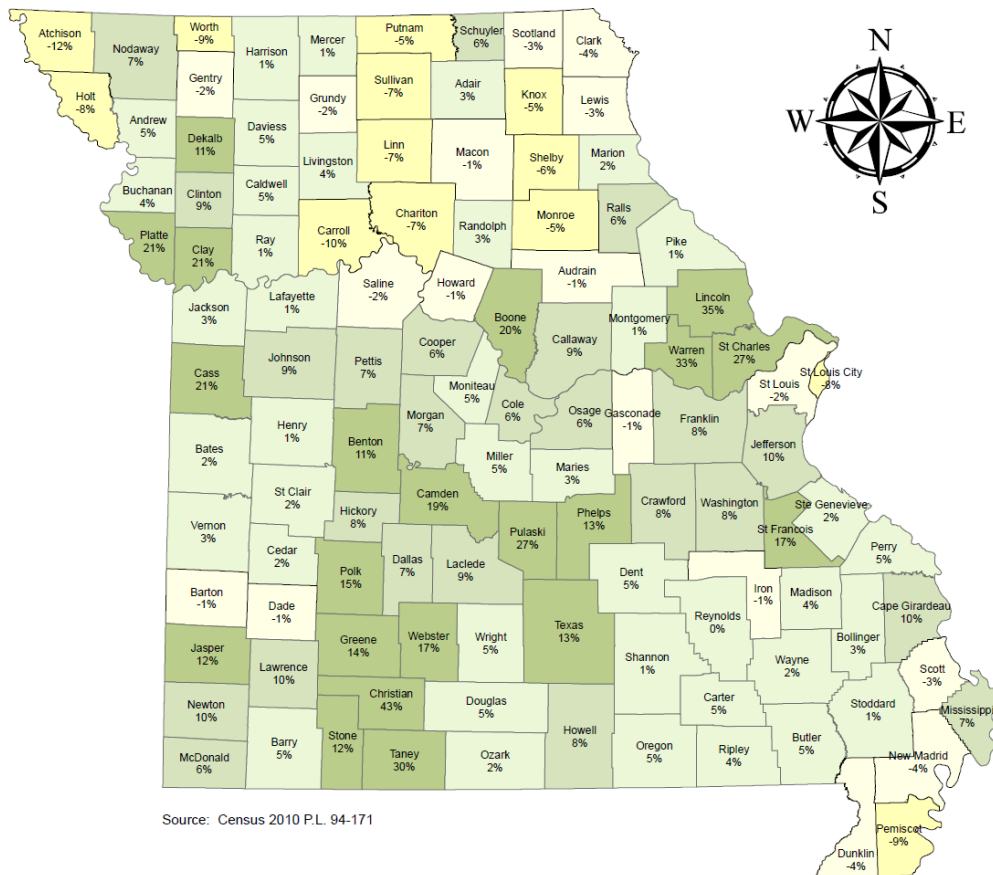 Atchison
-12%
Nodaway
7%
Worth
-9%
Harrison
1%
Mercer
1%
Putnam
-5%
Schuyler
6%
Scotland
-3%
Clark
-4%
N
W
E
S
Holt
-8%
Gentry
-2%
Grundy
-2%
Sullivan
-7%
Adair
3%
Knox
-5%
Lewis
-3%
Andrew
5%
Dekalb
11%
Daviess
5%
Livingston
4%
Linn
-7%
Macon
-1%
Shelby
-6%
Marion
2%
Buchanan
4%
Clinton
9%
Caldwell
5%
Carroll
-10%
Chariton
-7%
Randolph
3%
Monroe
-5%
Ralls
6%
Pike
1%
Platte
21%
Clay
21%
Ray
1%
Saline
-2%
Howard
-1%
Audrain
-1%
Jackson
3%
Lafayette
1%
Boone
20%
Callaway
9%
Montgomery
1%
Lincoln
35%
Warren
33%
St Charles
27%
St Louis City
-8%
St Louis
-2%
Cass
21%
Johnson
9%
Pettis
7%
Cooper
6%
Moniteau
5%
Cole
6%
Osage
6%
Gasconade
-1%
Franklin
8%
Jefferson
10%
Bates
2%
Henry
1%
Benton
11%
Morgan
7%
Miller
5%
Maries
3%
Vernon
3%
St Clair
2%
Hickory
8%
Camden
19%
Pulaski
27%
Phelps
13%
Crawford
8%
Washington
8%
St Francois
17%
Ste Genevieve
2%
Perry
5%
Cedar
2%
Polk
15%
Dallas
7%
Laclede
9%
Dent
5%
Iron
-1%
Madison
4%
Cape Girardeau
10%
Barton
-1%
Dade
-1%
Greene
14%
Webster
17%
Wright
5%
Texas
13%
Reynolds
0%
Bollinger
3%
Jasper
12%
Lawrence
10%
Christian
43%
Douglas
5%
Shannon
1%
Wayne
2%
Scott
-3%
Newton
10%
Stone
12%
Taney
30%
Ozark
2%
Howell
8%
Carter
5%
Stoddard
1%
Mississippi
7%
McDonald
6%
Barry
5%
Oregon
5%
Ripley
4%
Butler
5%
New Madrid
-4%
Pemiscot
-9%
Dunklin
-4%
Source: Census 2010 P.L. 94-171